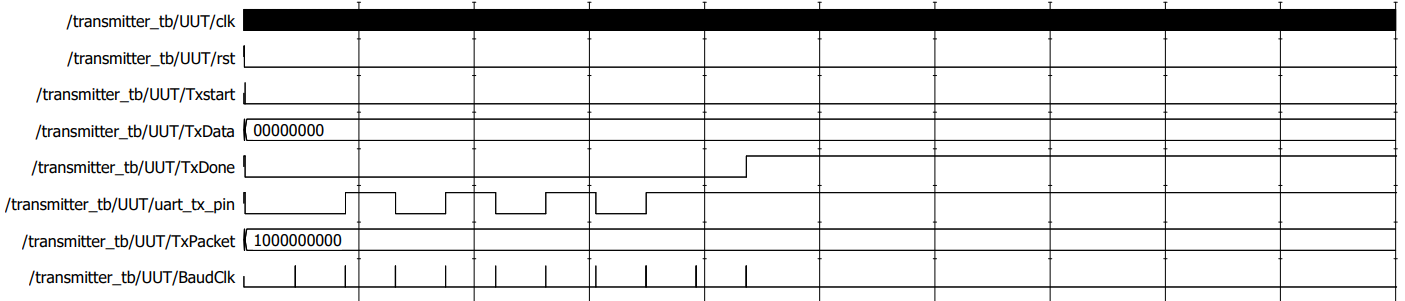 /transmitter_tb/UUT/clk
/transmitter_tb/UUT/rst
/transmitter_tb/UUT/Txstart
/transmitter_tb/UUT/TxData 00000000
/transmitter_tb/UUT/TxDone
/transmitter_tb/UUT/uart_tx_pin
/transmitter_tb/UUT/TxPacket 1000000000
/transmitter_tb/UUT/BaudClk